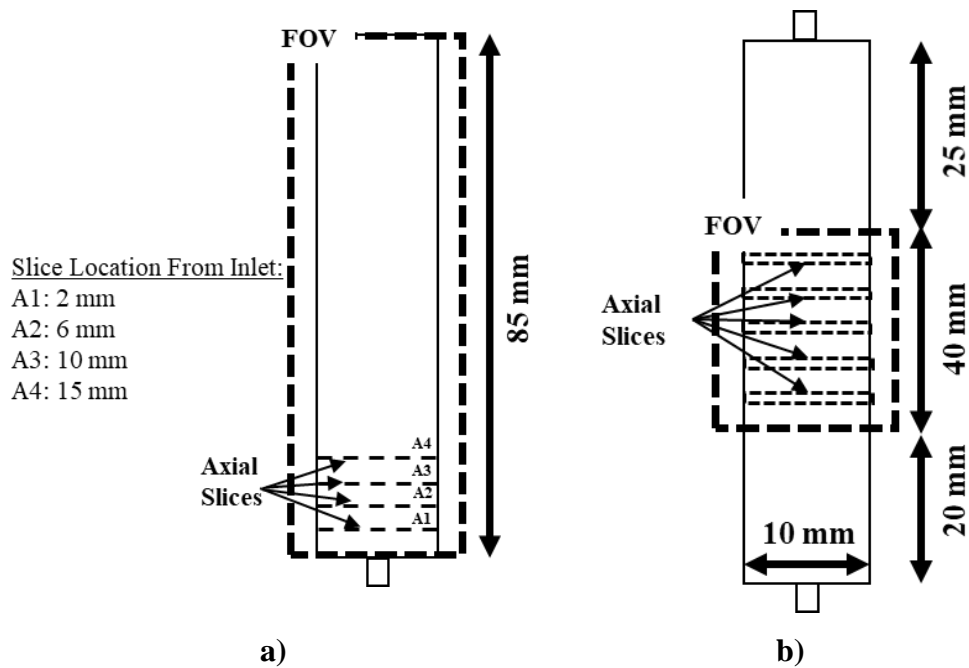 FOV
85 mm
Slice Location From Inlet:
A1: 2 mm
A2: 6 mm
A3: 10 mm
A4: 15 mm
Axial
Slices
A4
A3
A2
A1
a)
FOV
Axial
Slices
25 mm
40 mm
20 mm
10 mm
b)